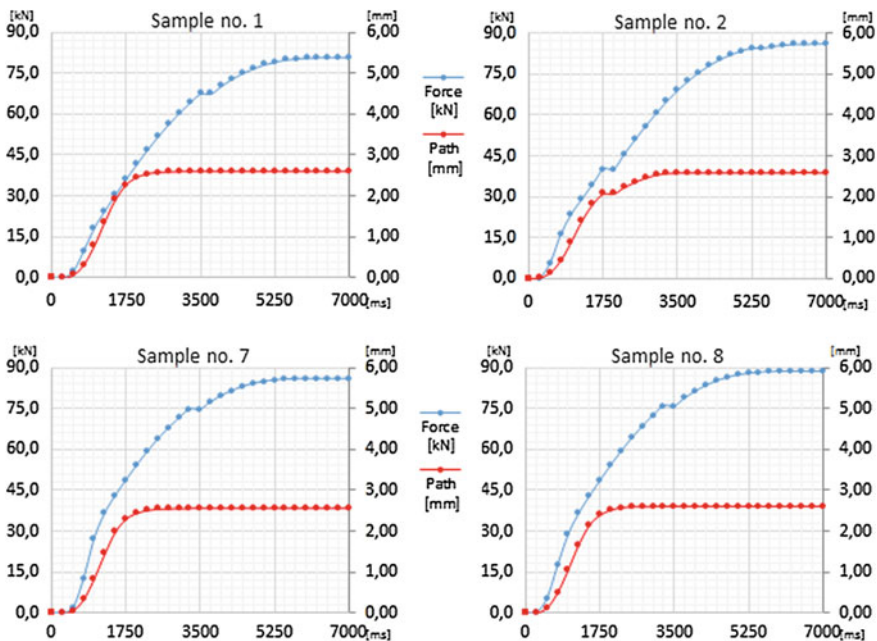 [kN] Sample no. 1 [mm]
90,0 6,00
75,0 5,00
60,0 4,00
45,0 3,00
30,0 2,00
15,0 1,00
0,0 0,00
0 1750 3500 5250 7000[ms]
Force
[kN]
Path
[mm]
[kN] Sample no. 2 [mm]
90,0 6,00
75,0 5,00
60,0 4,00
45,0 3,00
30,0 2,00
15,0 1,00
0,0 0,00
0 1750 3500 5250 7000[ms]
[kN] Sample no. 7 [mm]
90,0 6,00
75,0 5,00
60,0 4,00
45,0 3,00
30,0 2,00
15,0 1,00
0,0 0,00
0 1750 3500 5250 7000[ms]
Force
[kN]
Path
[mm]
[kN] Sample no. 8 [mm]
90,0 6,00
75,0 5,00
60,0 4,00
45,0 3,00
30,0 2,00
15,0 1,00
0,0 0,00
0 1750 3500 5250 7000[ms]